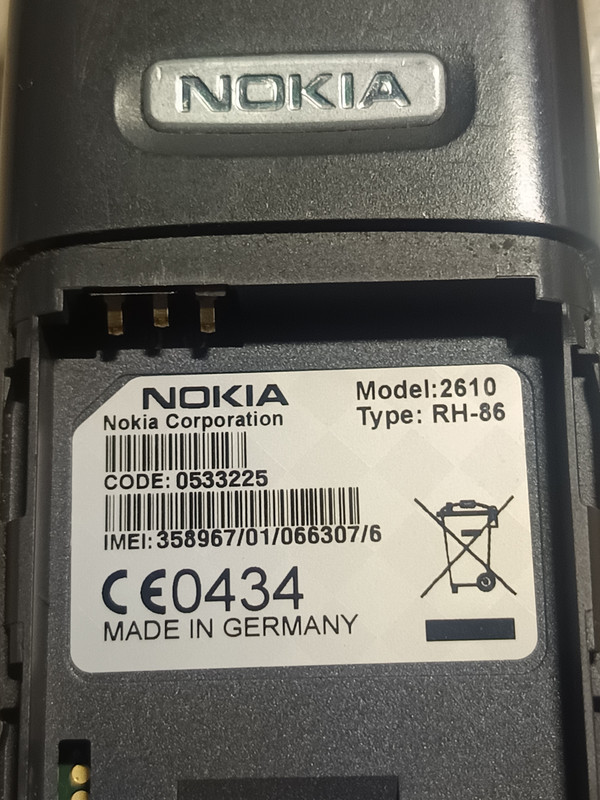 NOKIA
NOKIA
Nokia Corporation
Model:2610
Type: RH-86
CODE: 0533225
IMEI: 358967/01/066307/6
CE0434
MADE IN GERMANY